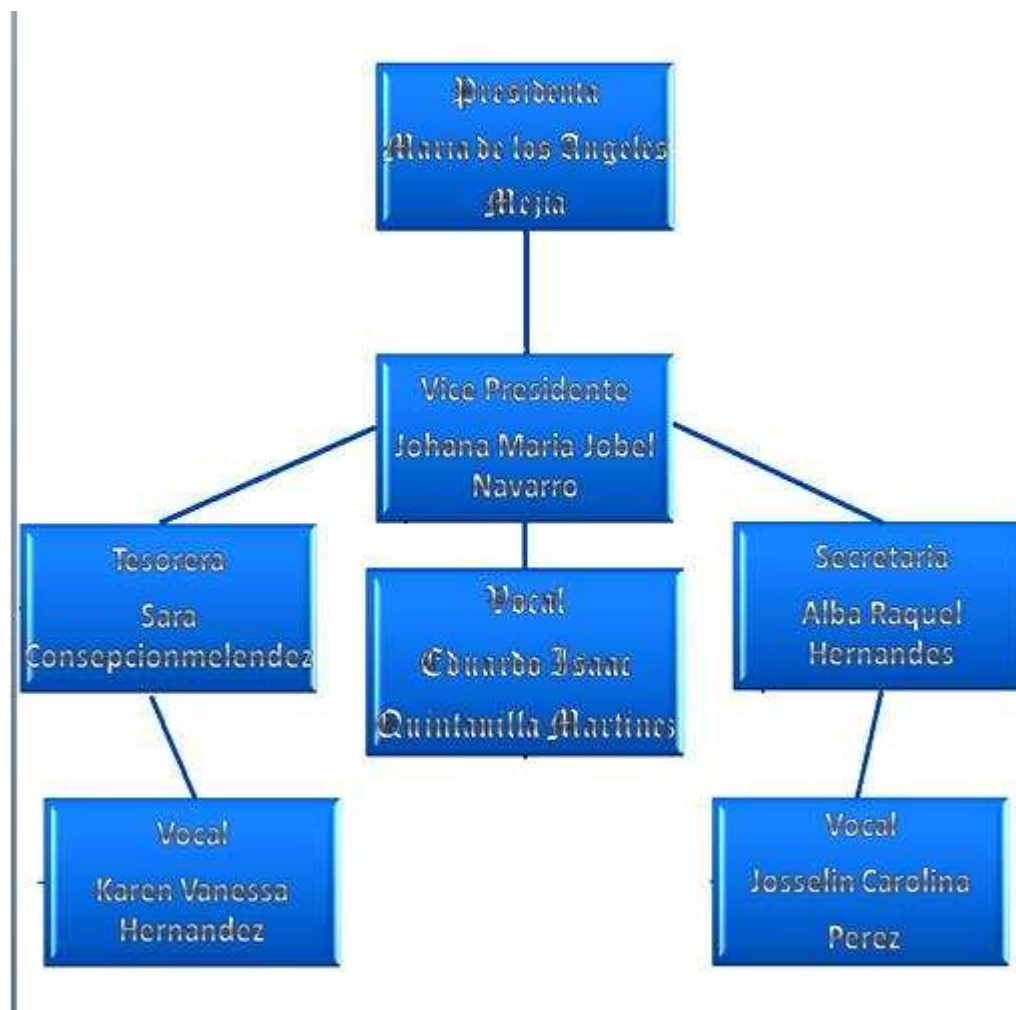 Presidenta
Maria de los Angeles
Mejia
Vice Presidente
Johana Maria Jobel
Navarro
Tesorera
Sara
Consepcionmelendez
Vocal
Eduardo Isaac
Quintanilla Martinez
Secretaria
Alba Raquel
Hernandes
Vocal
Karen Vanessa
Hernandez
Vocal
Josselin Carolina
Perez